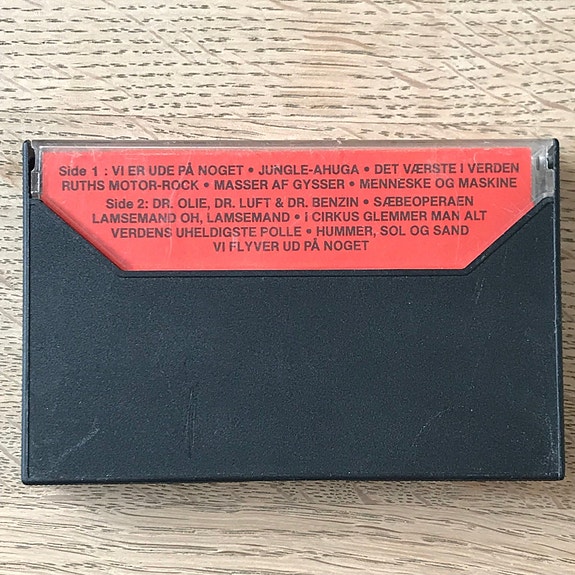 Side 1 : VI ER UDE PÅ NOGET • JUNGLE-AHUGA • DET VÆRSTE I VERDEN
RUTHS MOTOR-ROCK • MASSER AF GYSSER • MENNESKE OG MASKINE
Side 2: DR. OLIE, DR. LUFT & DR. BENZIN • SÆBEOPERAEN
LAMSEMAND OH, LAMSEMAND • I CIRKUS GLEMMER MAN ALT
VERDENS UHELDIGSTE POLLE • HUMMER, SOL OG SAND
VI FLYVER UD PÅ NOGET